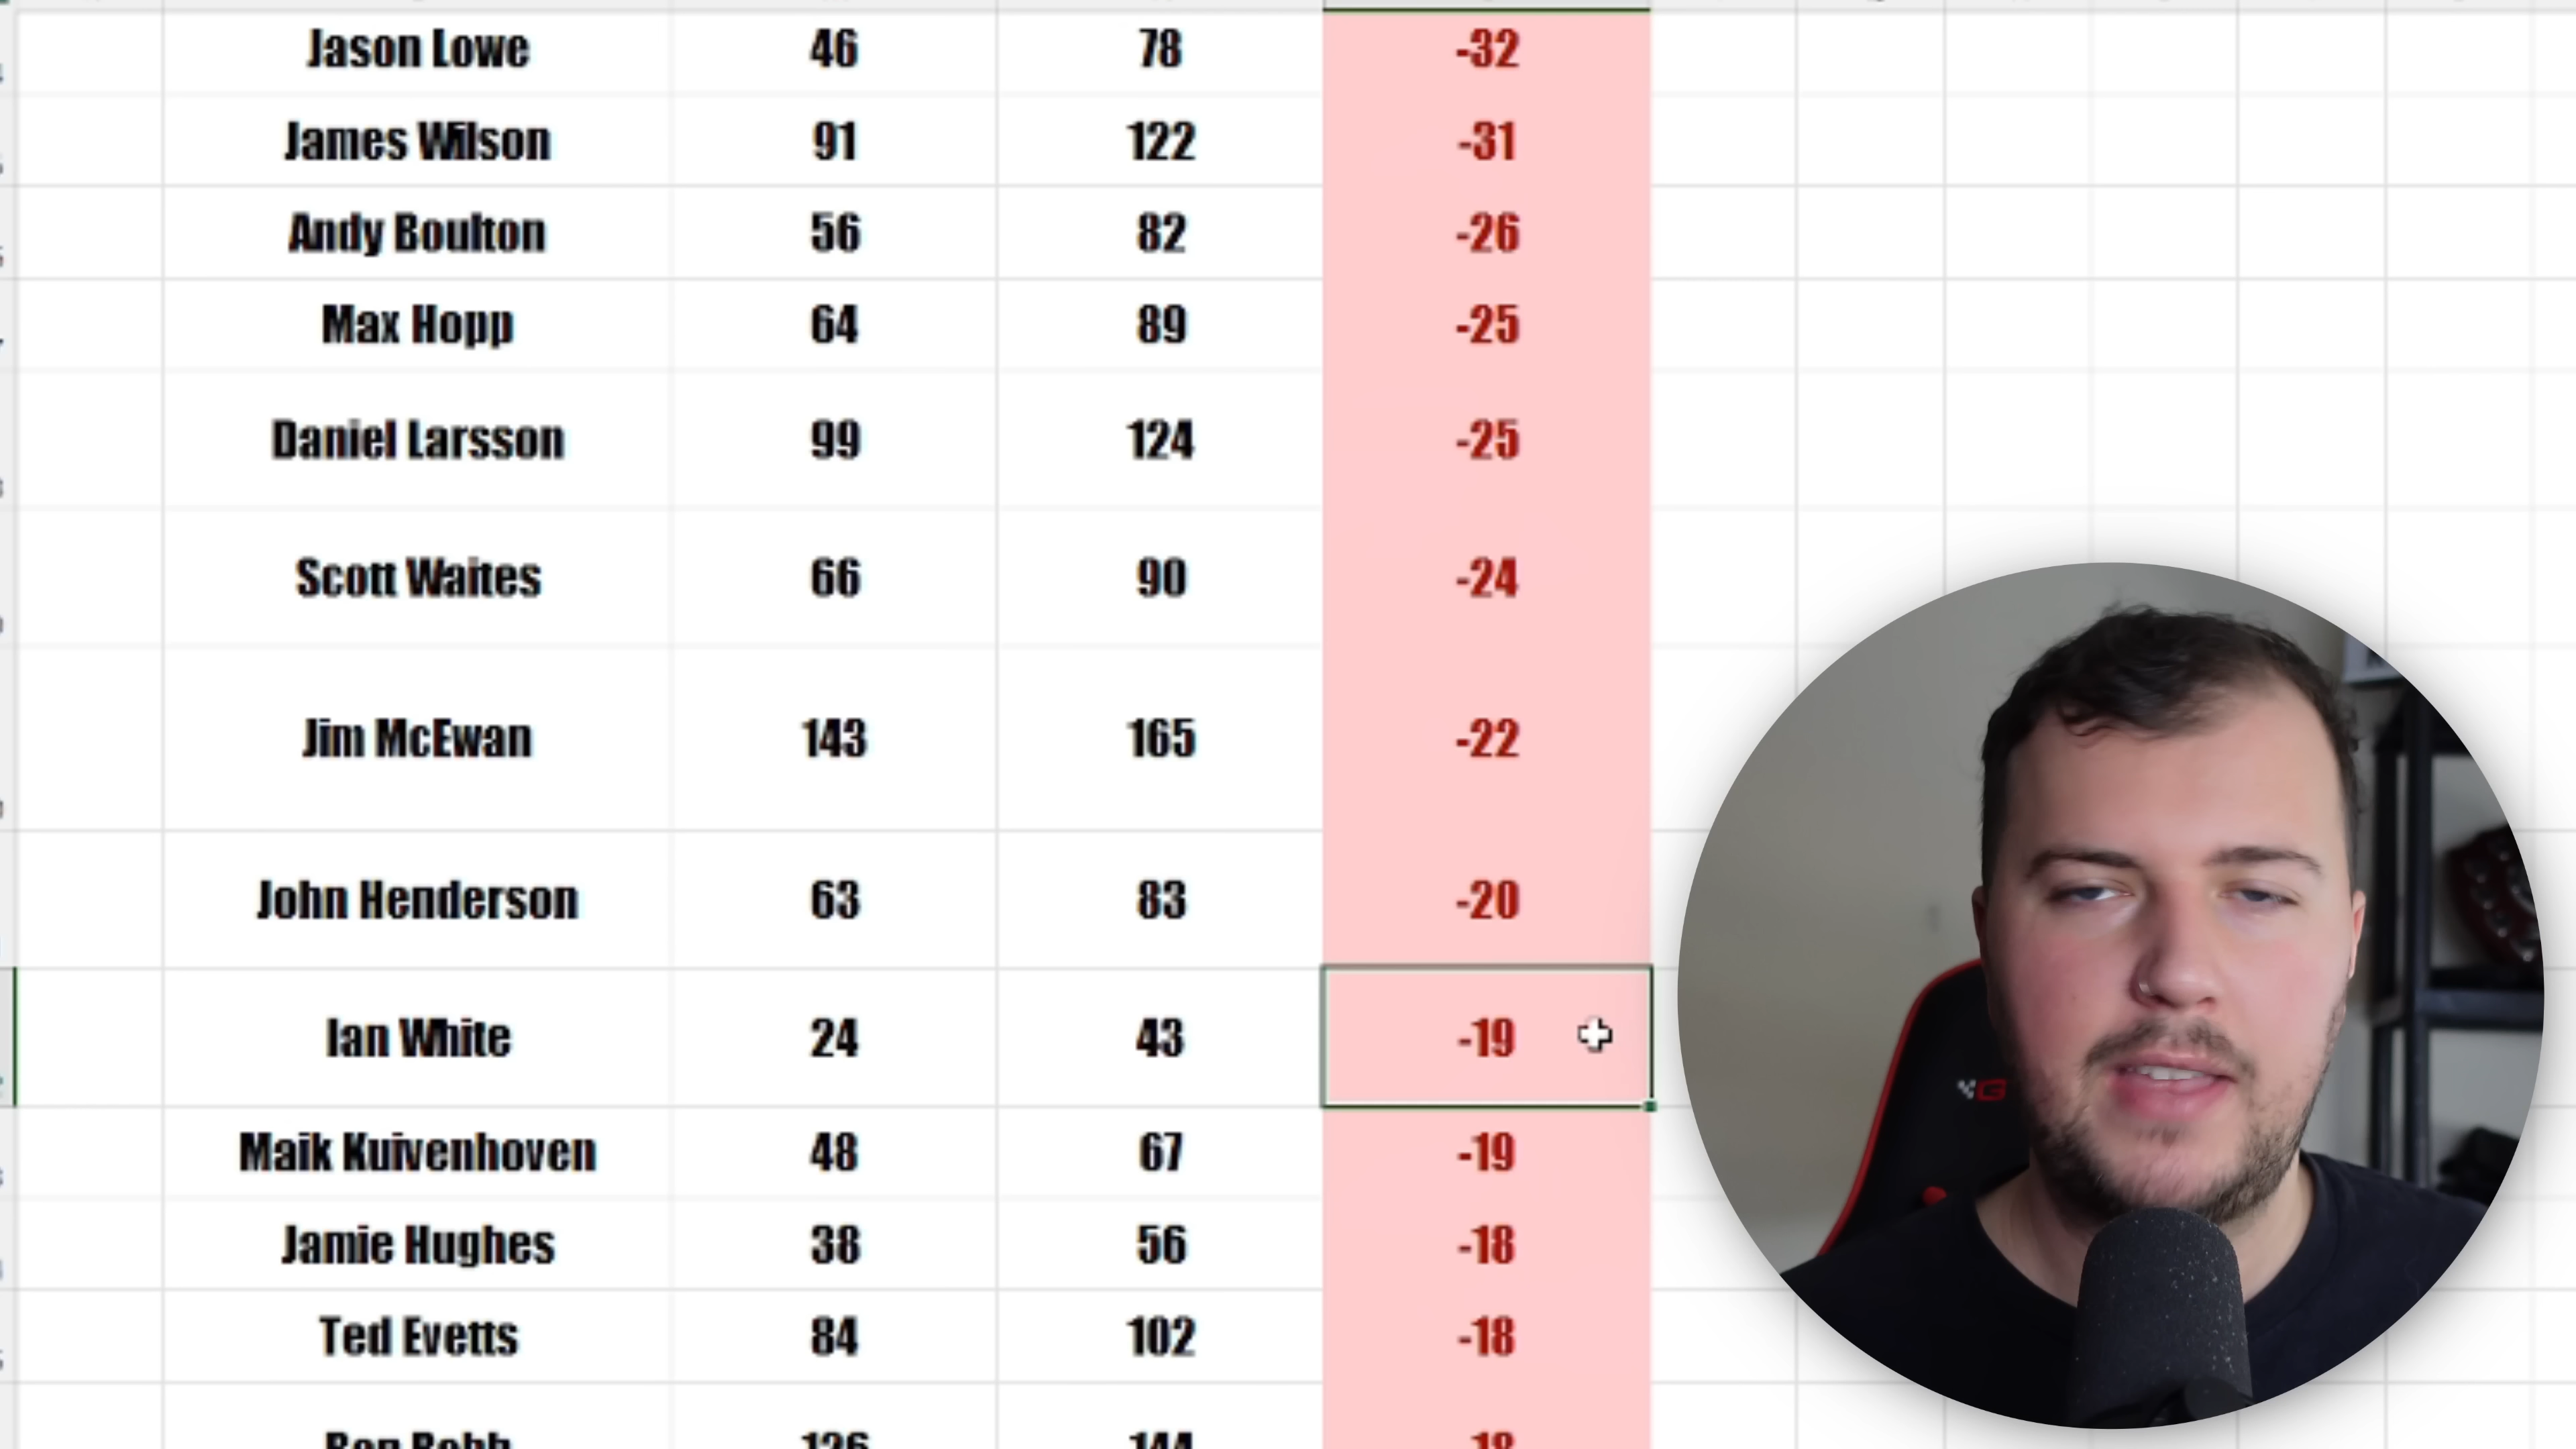 Jason Lowe 46 78 -32
James Wilson 91 122 -31
Andy Boulton 56 82 -26
Max Hopp 64 89 -25
Daniel Larsson 99 124 -25
Scott Waites 66 90 -24
Jim McEwan 143 165 -22
John Henderson 63 83 -20
Ian White 24 43 -19
Maik Kuivenhoven 48 67 -19
Jamie Hughes 38 56 -18
Ted Evetts 84 102 -18